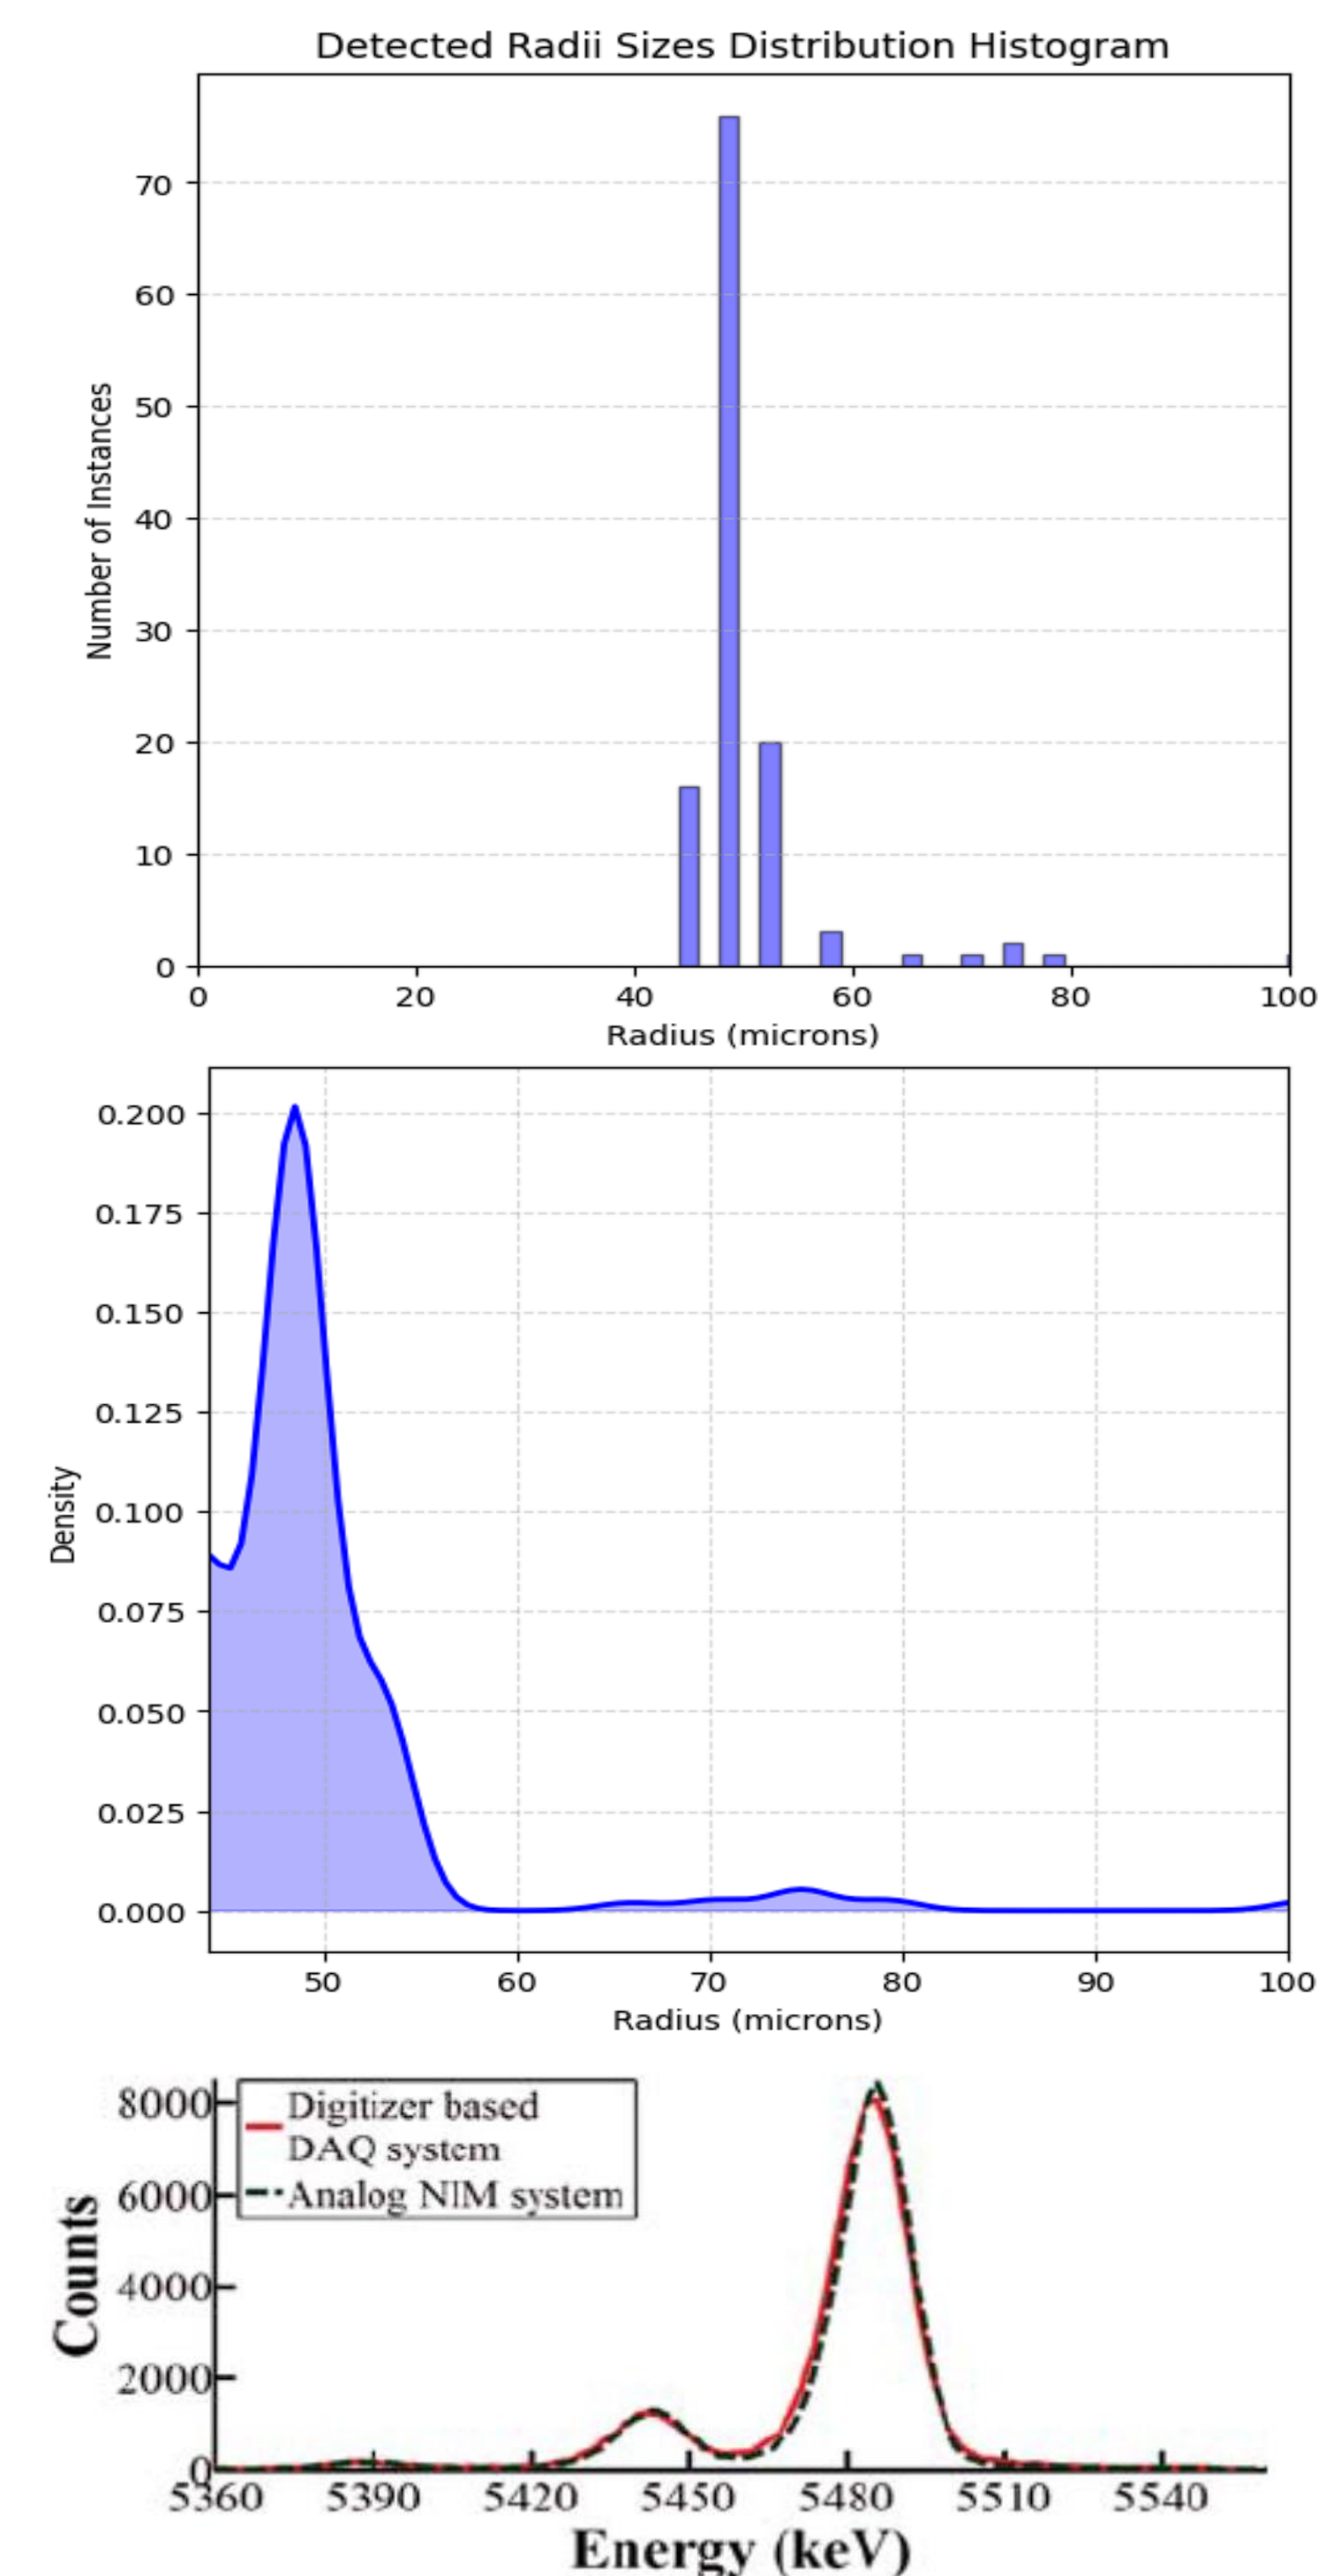 Detected Radii Sizes Distribution Histogram
Number of Instances
70
60
50
40
30
20
10
0
0 20 40 60 80 100
Radius (microns)
Density
0.200
0.175
0.150
0.125
0.100
0.075
0.050
0.025
0.000
50 60 70 80 90 100
Radius (microns)
Counts
8000
6000
4000
2000
0
Digitizer based
DAQ system
Analog NIM system
5360 5390 5420 5450 5480 5510 5540
Energy (keV)